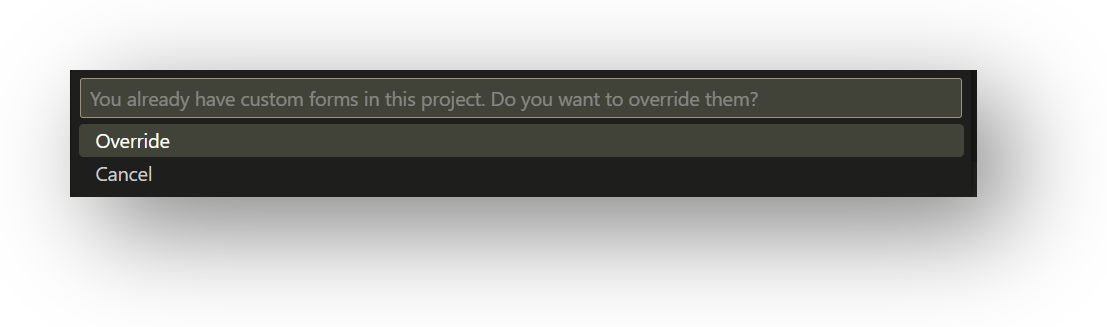 You already have custom forms in this project. Do you want to override them?
Override
Cancel